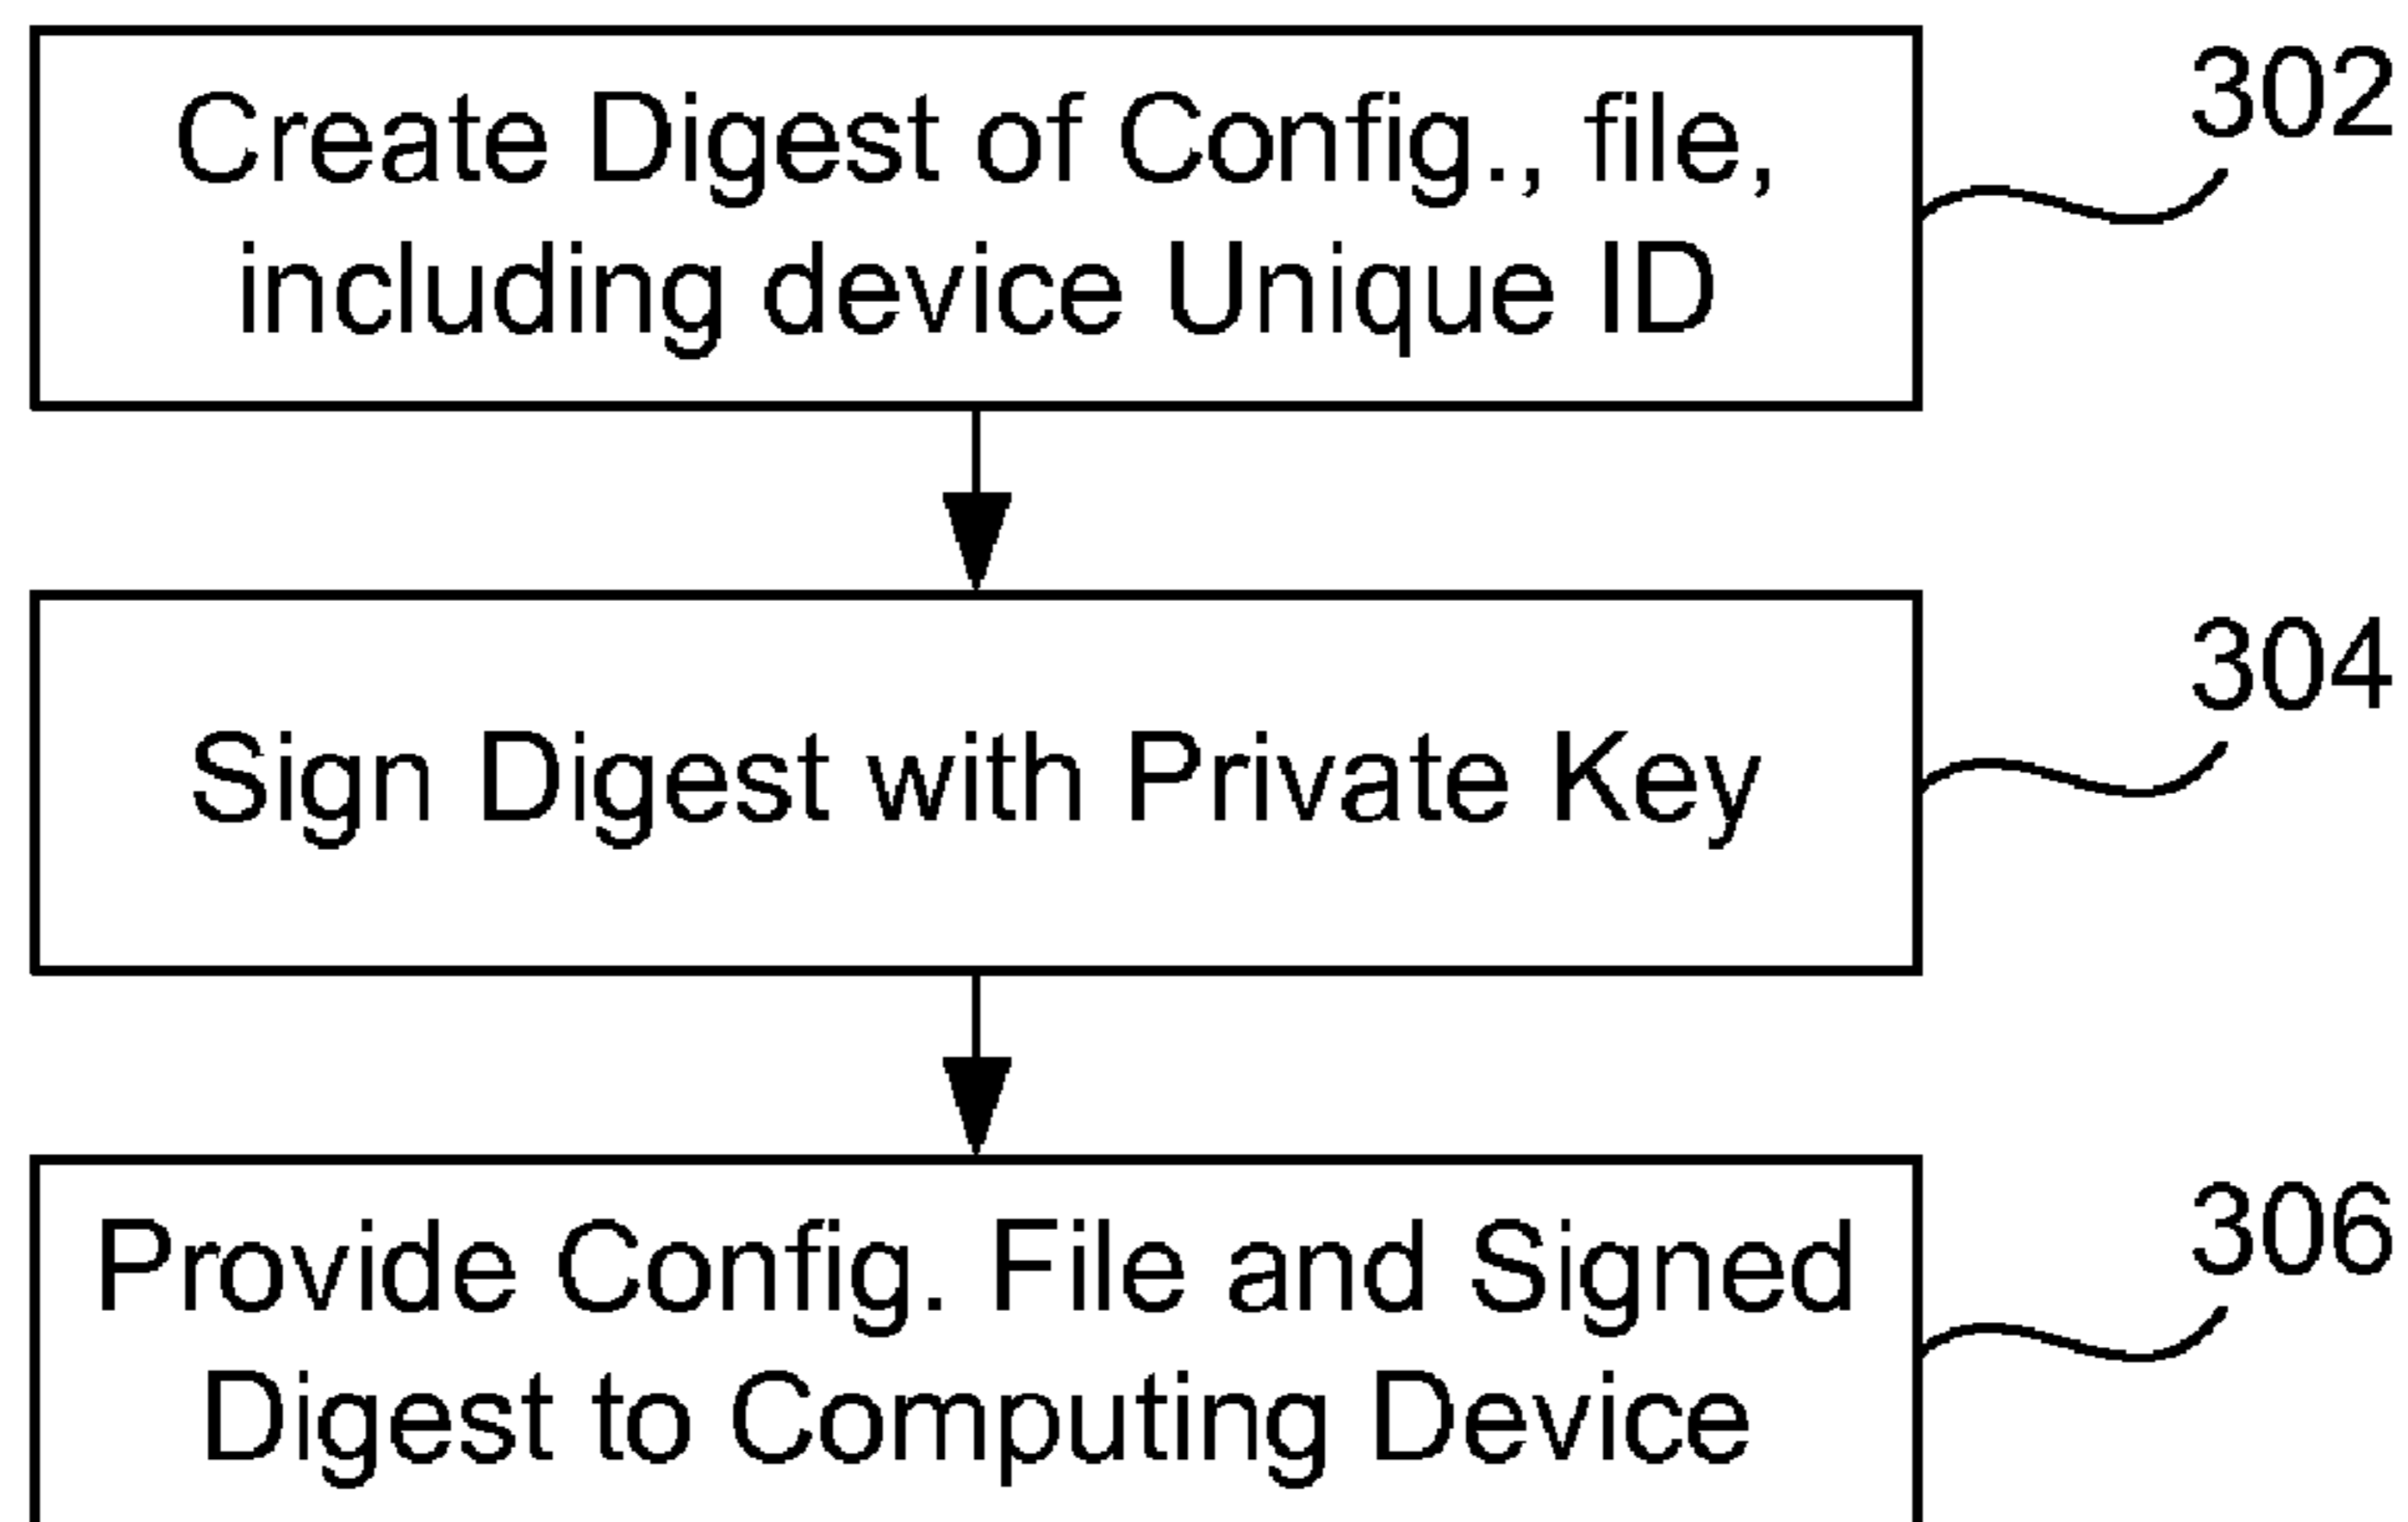 Create Digest of Config., file,
including device Unique ID
302
Sign Digest with Private Key
304
Provide Config. File and Signed
Digest to Computing Device
306